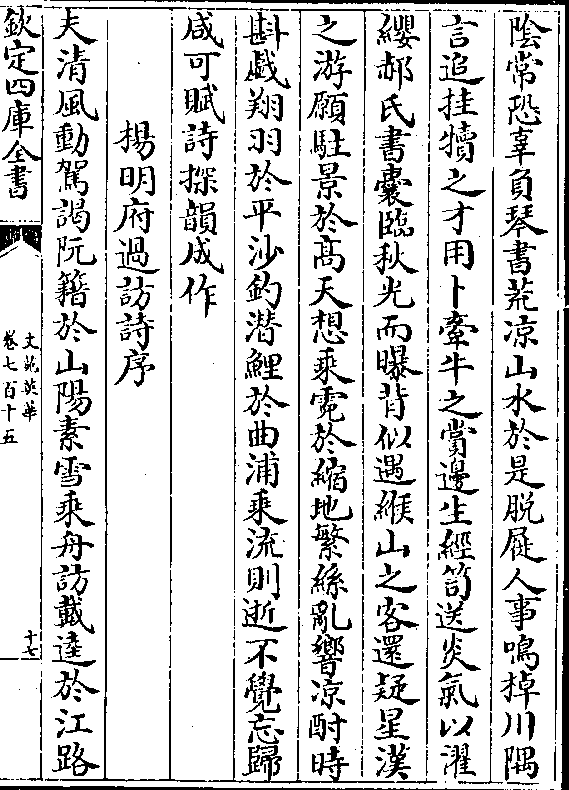 陰常恐辜負琴書荒凉山水於是脱屣人事鳴棹川隅
言追挂犢之才用卜牽牛之賞邊生經笥送炎氣以濯
纓郝氏書囊臨秋光而曝背似遇緱山之客還疑星漢
之游願駐景於髙天想乘霓於縮地繁絲亂響凉酎時
斟戯翔羽於平沙釣潜鯉於曲浦乘流則逝不覺忘歸
咸可賦詩探韻成作
揚明府過訪詩序
夫清風動駕謁阮籍於山陽素雪乘舟訪戴逵於江路
欽定四庫全書
文苑英華
卷七百十五
十七